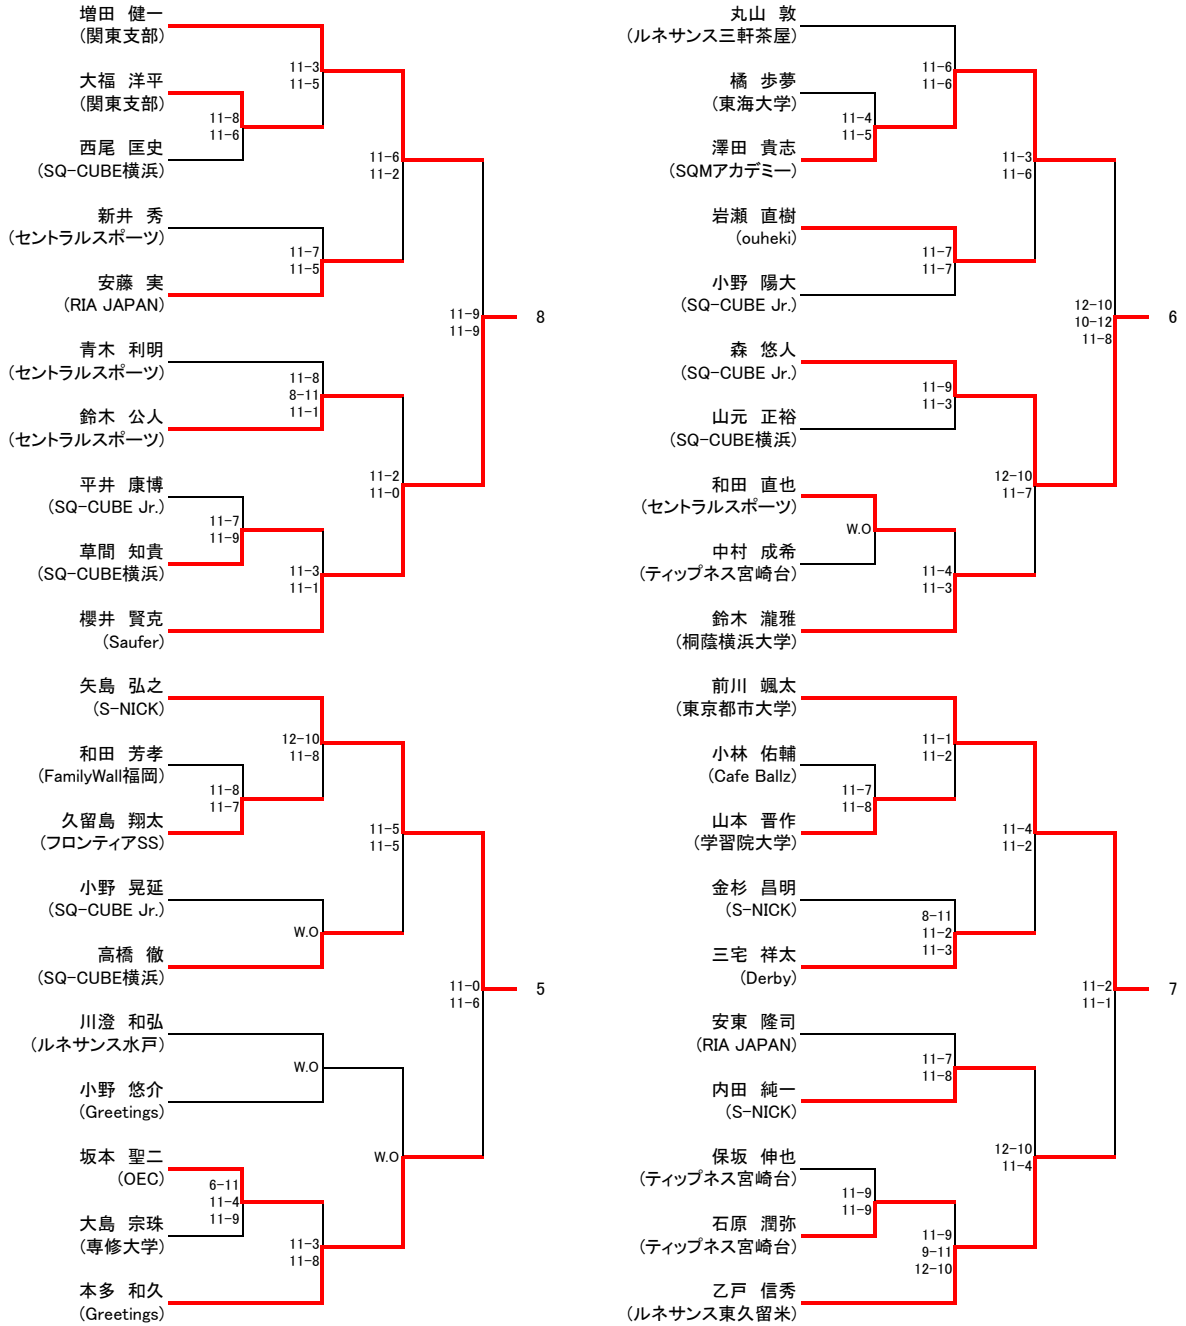 増田 健一
(関東支部)
11-3
11-5
大福 洋平
(関東支部)
11-8
11-6
西尾 匡史
(SQ-CUBE横浜)
11-6
11-2
新井 秀
(セントラルスポーツ)
11-7
11-5
安藤 実
(RIA JAPAN)
11-9
11-9
8
青木 利明
(セントラルスポーツ)
11-8
8-11
11-1
鈴木 公人
(セントラルスポーツ)
11-2
11-0
平井 康博
(SQ-CUBE Jr.)
11-7
11-9
草間 知貴
(SQ-CUBE横浜)
11-3
11-1
櫻井 賢克
(Saufer)
矢島 弘之
(S-NICK)
12-10
11-8
和田 芳孝
(FamilyWall福岡)
11-8
11-7
久留島 翔太
(フロンティアSS)
11-5
11-5
小野 晃延
(SQ-CUBE Jr.)
W.O
高橋 徹
(SQ-CUBE横浜)
11-0
11-6
5
川澄 和弘
(ルネサンス水戸)
W.O
小野 悠介
(Greetings)
W.O
坂本 聖二
(OEC)
6-11
11-4
11-9
大島 宗珠
(専修大学)
11-3
11-8
本多 和久
(Greetings)
丸山 敦
(ルネサンス三軒茶屋)
11-6
11-6
橘 歩夢
(東海大学)
11-4
11-5
澤田 貴志
(SQMアカデミー)
11-3
11-6
岩瀬 直樹
(ouheki)
11-7
11-7
小野 陽大
(SQ-CUBE Jr.)
12-10
10-12
11-8
6
森 悠人
(SQ-CUBE Jr.)
11-9
11-3
山元 正裕
(SQ-CUBE横浜)
12-10
11-7
和田 直也
(セントラルスポーツ)
W.O
中村 成希
(ティップネス宮崎台)
11-4
11-3
鈴木 瀧雅
(桐蔭横浜大学)
前川 颯太
(東京都市大学)
11-1
11-2
小林 佑輔
(Cafe Ballz)
11-7
11-8
山本 晋作
(学習院大学)
11-4
11-2
金杉 昌明
(S-NICK)
8-11
11-2
11-3
三宅 祥太
(Derby)
11-2
11-1
7
安東 隆司
(RIA JAPAN)
11-7
11-8
内田 純一
(S-NICK)
12-10
11-4
保坂 伸也
(ティップネス宮崎台)
11-9
11-9
石原 潤弥
(ティップネス宮崎台)
11-9
9-11
12-10
乙戸 信秀
(ルネサンス東久留米)